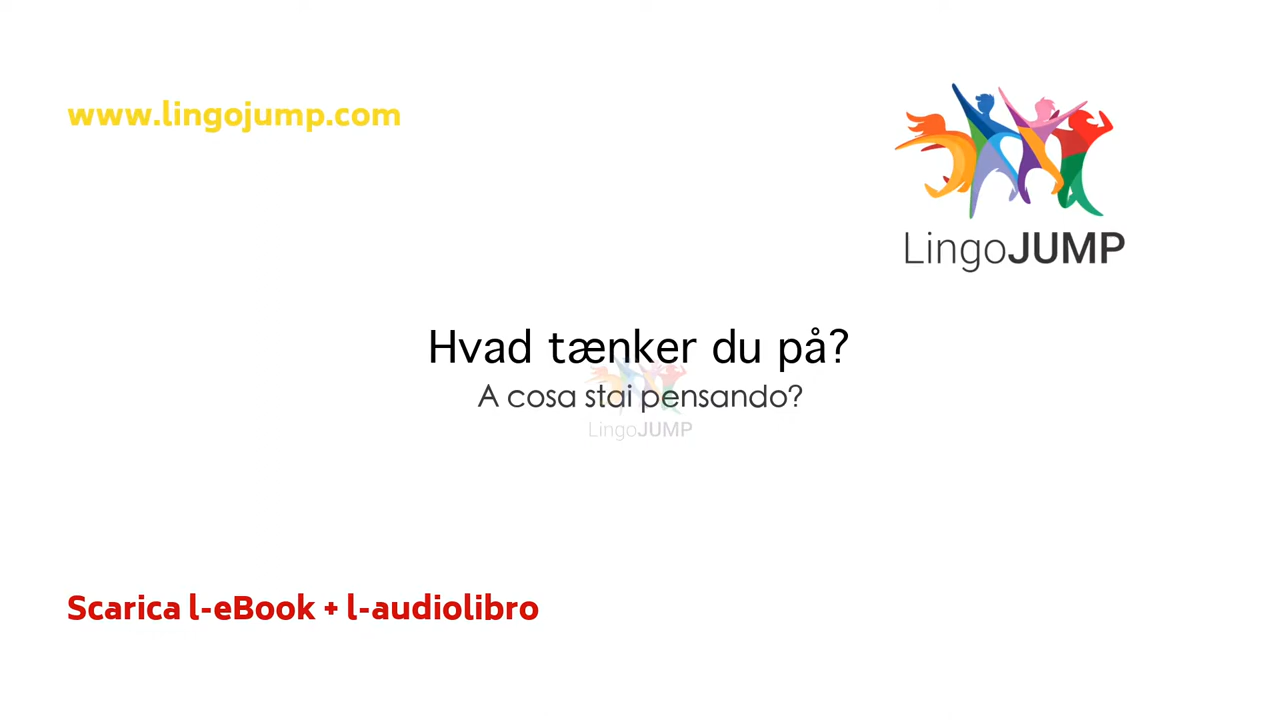 www.lingojump.com
LingoJUMP
Hvad tænker du på?
A cosa stai pensando?
LingoJUMP
Scarica l-eBook + l-audiolibro